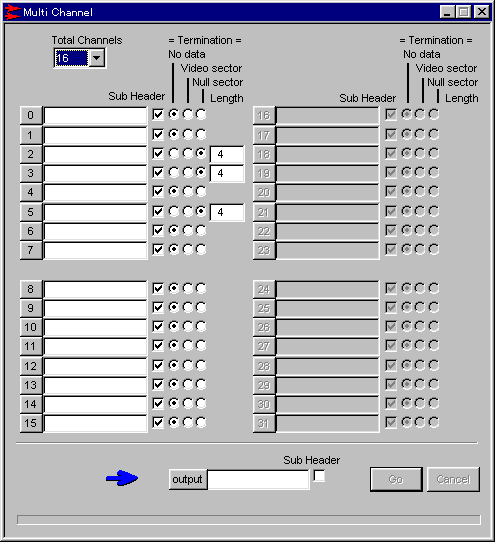 Multi Channel
Total Channels
16
= Termination =
No data
Video sector
Null sector
Sub Header
Length
= Termination =
No data
Video sector
Null sector
Sub Header
Length
0
1
2 4
3 4
4
5 4
6
7
8
9
10
11
12
13
14
15
16
17
18
19
20
21
22
23
24
25
26
27
28
29
30
31
Sub Header
output
Go
Cancel